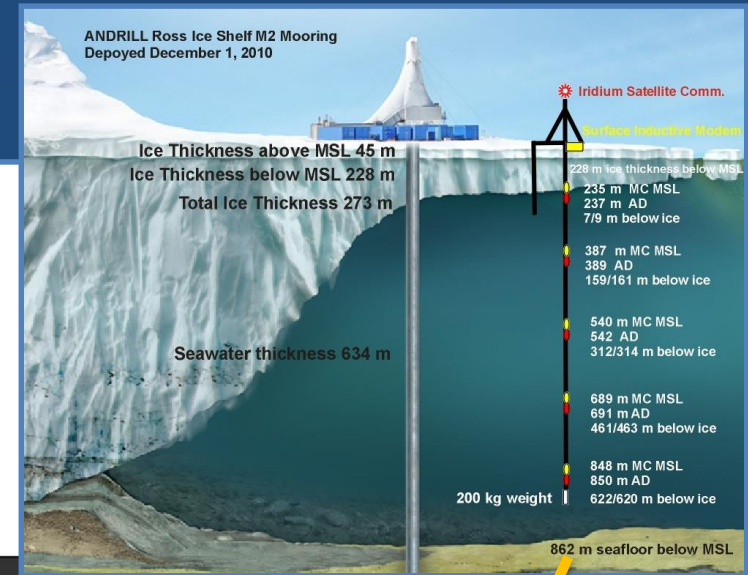 ANDRILL Ross Ice Shelf M2 Mooring
Depoyed December 1, 2010
Iridium Satellite Comm.
Surface Inductive Modem
Ice Thickness above MSL 45 m
Ice Thickness below MSL 228 m
Total Ice Thickness 273 m
228 m ice thickness below MSL
235 m MC MSL
237 m AD
7/9 m below ice
387 m MC MSL
389 AD
159/161 m below ice
540 m MC MSL
542 AD
312/314 m below ice
Seawater thickness 634 m
689 m MC MSL
691 m AD
461/463 m below ice
848 m MC MSL
850 m AD
200 kg weight
622/620 m below ice
862 m seafloor below MSL